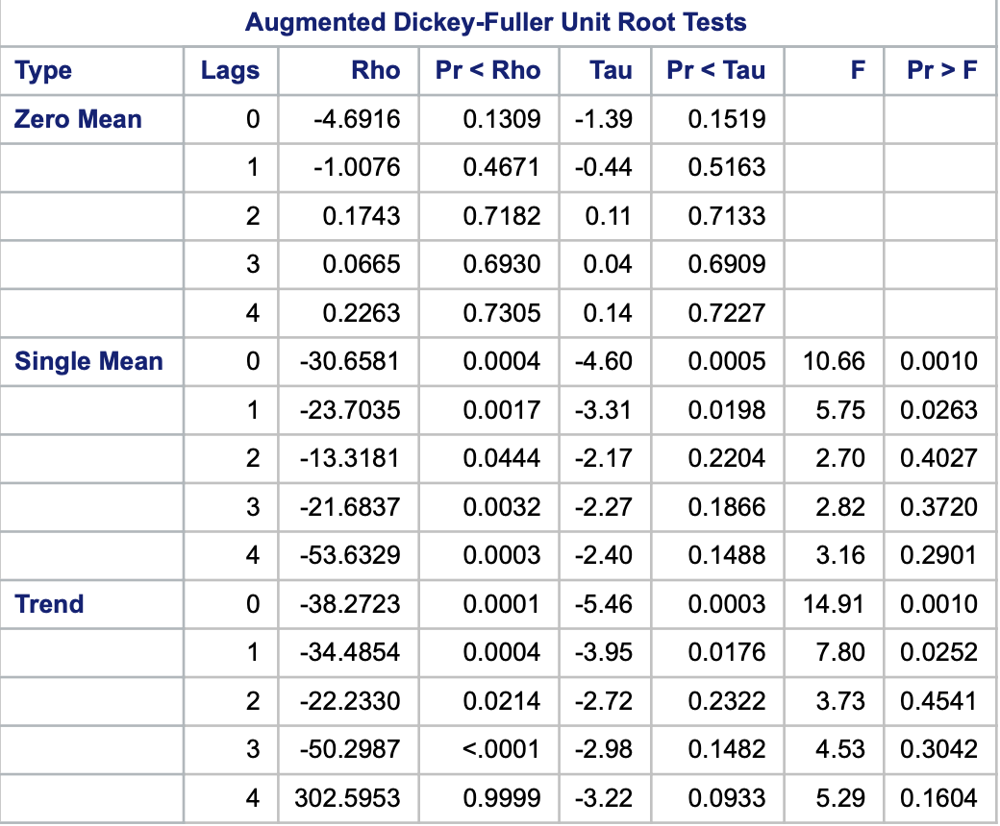 Augmented Dickey-Fuller Unit Root Tests
Type Lags Rho Pr < Rho Tau Pr < Tau F Pr > F
Zero Mean 0 -4.6916 0.1309 -1.39 0.1519
1 -1.0076 0.4671 -0.44 0.5163
2 0.1743 0.7182 0.11 0.7133
3 0.0665 0.6930 0.04 0.6909
4 0.2263 0.7305 0.14 0.7227
Single Mean 0 -30.6581 0.0004 -4.60 0.0005 10.66 0.0010
1 -23.7035 0.0017 -3.31 0.0198 5.75 0.0263
2 -13.3181 0.0444 -2.17 0.2204 2.70 0.4027
3 -21.6837 0.0032 -2.27 0.1866 2.82 0.3720
4 -53.6329 0.0003 -2.40 0.1488 3.16 0.2901
Trend 0 -38.2723 0.0001 -5.46 0.0003 14.91 0.0010
1 -34.4854 0.0004 -3.95 0.0176 7.80 0.0252
2 -22.2330 0.0214 -2.72 0.2322 3.73 0.4541
3 -50.2987 <.0001 -2.98 0.1482 4.53 0.3042
4 302.5953 0.9999 -3.22 0.0933 5.29 0.1604